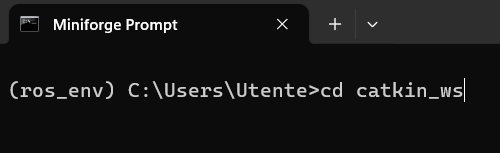 Miniforge Prompt
(ros_env) C:\Users\Utente>cd catkin_ws